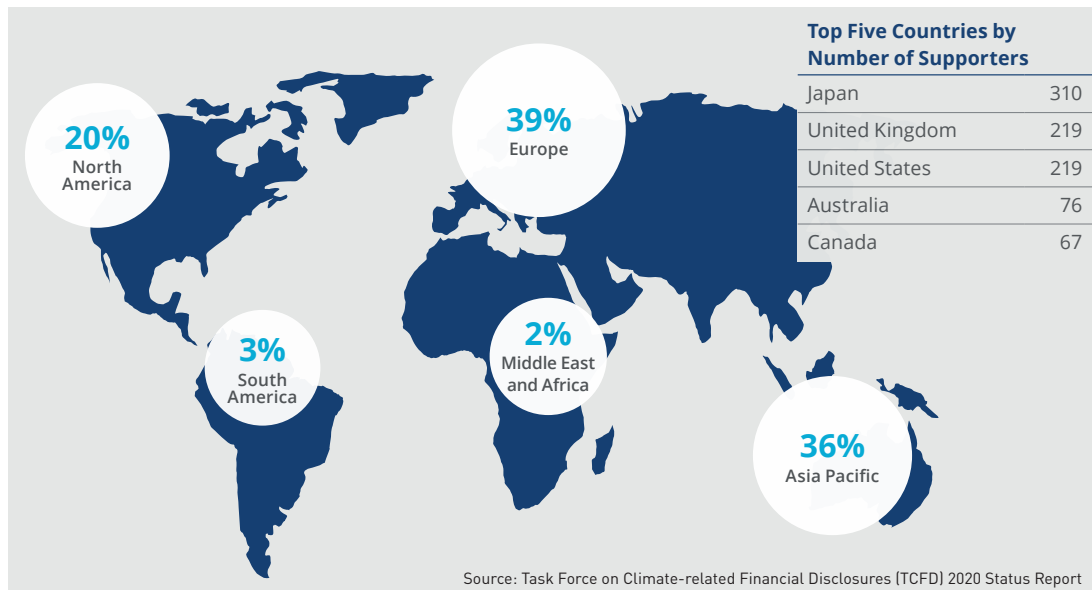 Top Five Countries by
Number of Supporters
Japan 310
United Kingdom 219
United States 219
Australia 76
Canada 67
20%
North
America
39%
Europe
3%
South
America
2%
Middle East
and Africa
36%
Asia Pacific
Source: Task Force on Climate-related Financial Disclosures (TCFD) 2020 Status Report